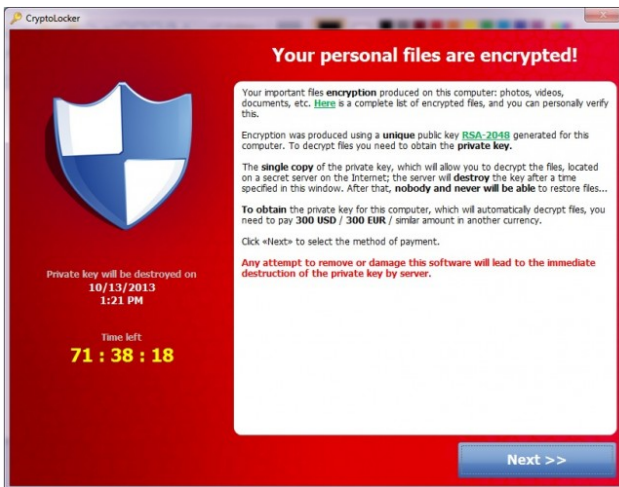 CryptoLocker
Your personal files are encrypted!
Your important files encryption produced on this computer: photos, videos,
documents, etc. Here is a complete list of encrypted files, and you can personally verify
this.
Encryption was produced using a unique public key RSA-2048 generated for this
computer. To decrypt files you need to obtain the private key.
The single copy of the private key, which will allow you to decrypt the files, located
on a secret server on the Internet; the server will destroy the key after a time
specified in this window. After that, nobody and never will be able to restore files...
To obtain the private key for this computer, which will automatically decrypt files, you
need to pay 300 USD / 300 EUR / similar amount in another currency.
Click «Next» to select the method of payment.
Any attempt to remove or damage this software will lead to the immediate
destruction of the private key by server.
Private key will be destroyed on
10/13/2013
1:21 PM
Time left
71 : 38 : 18
Next >>